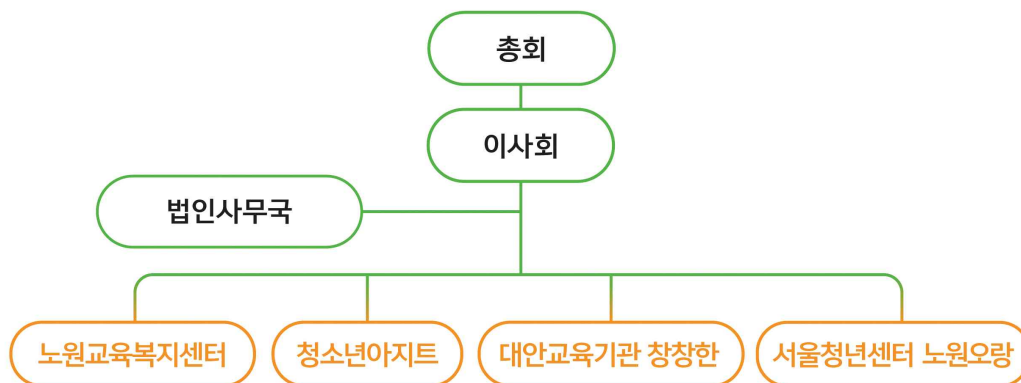 총회
이사회
법인사무국
노원교육복지센터
청소년아지트
대안교육기관 창창한
서울청년센터 노원오랑